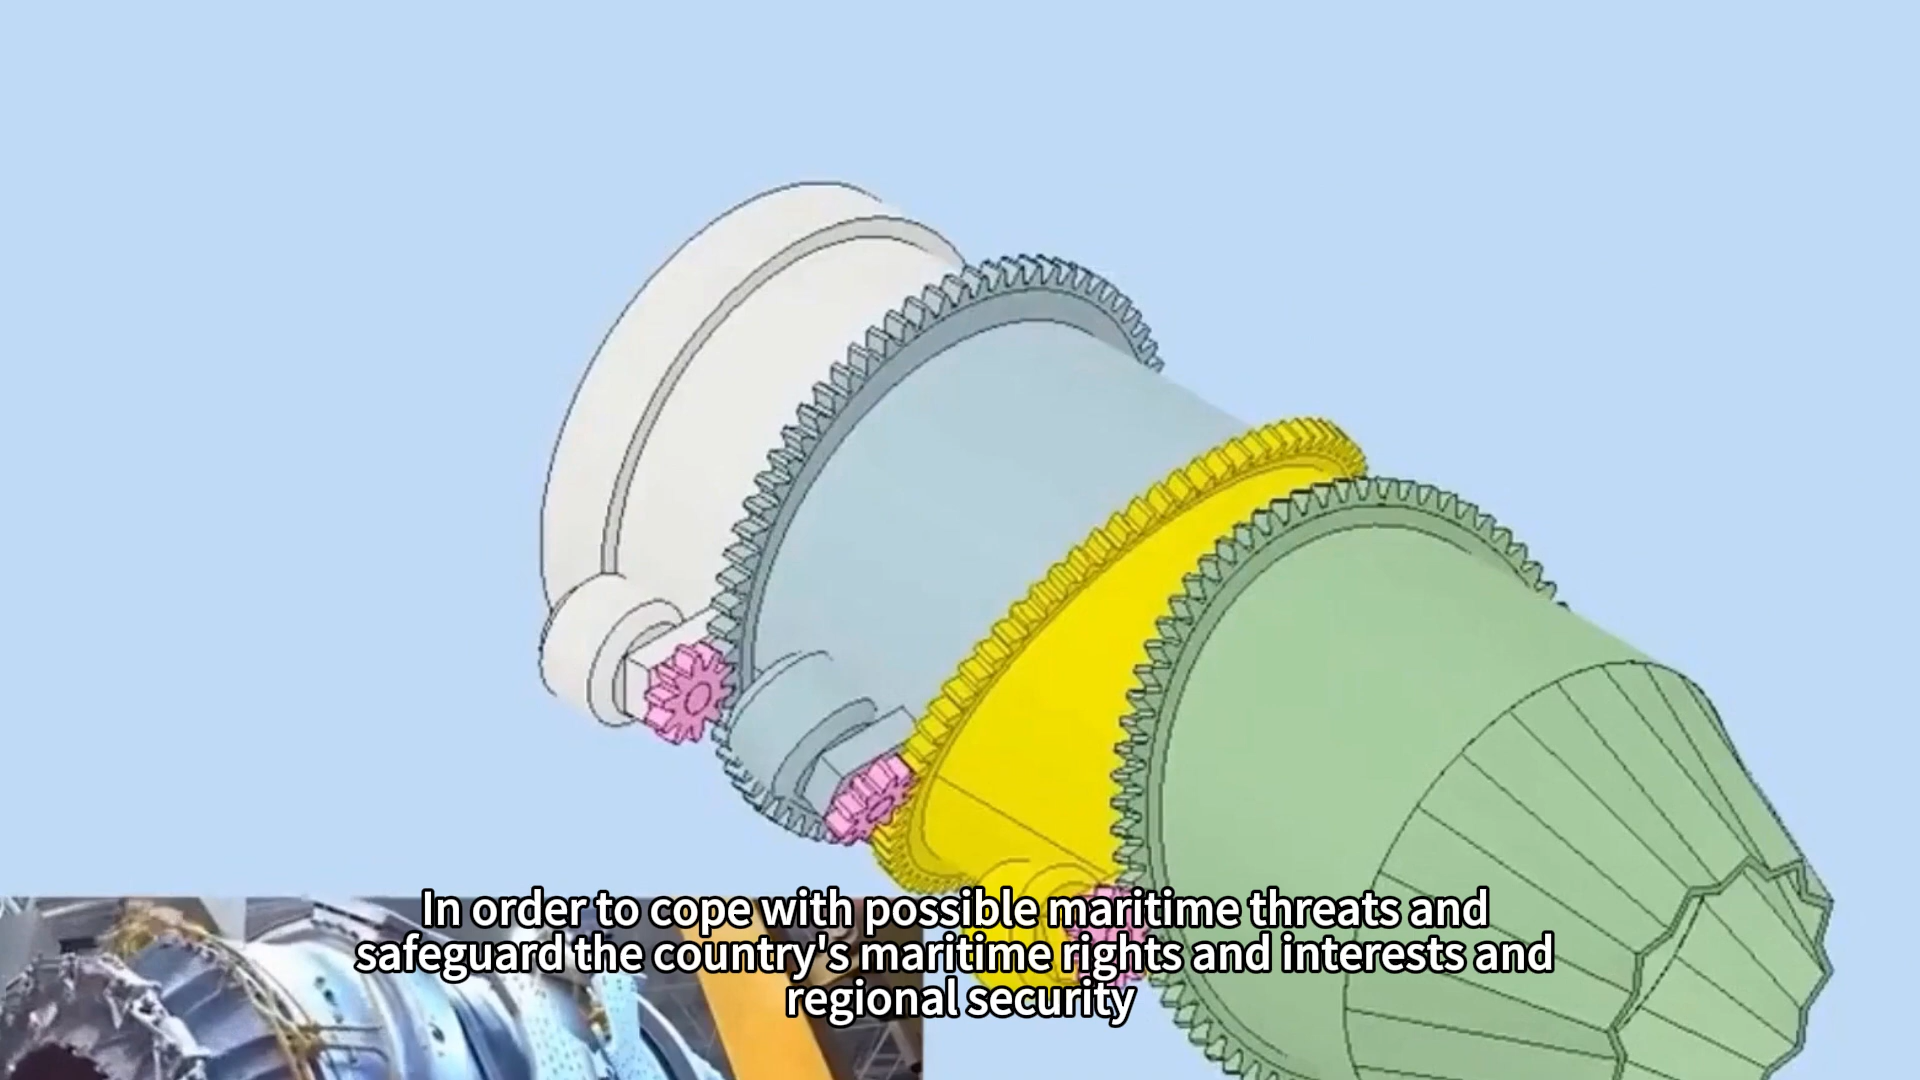 In order to cope with possible maritime threats and
safeguard the country's maritime rights and interests and
regional security